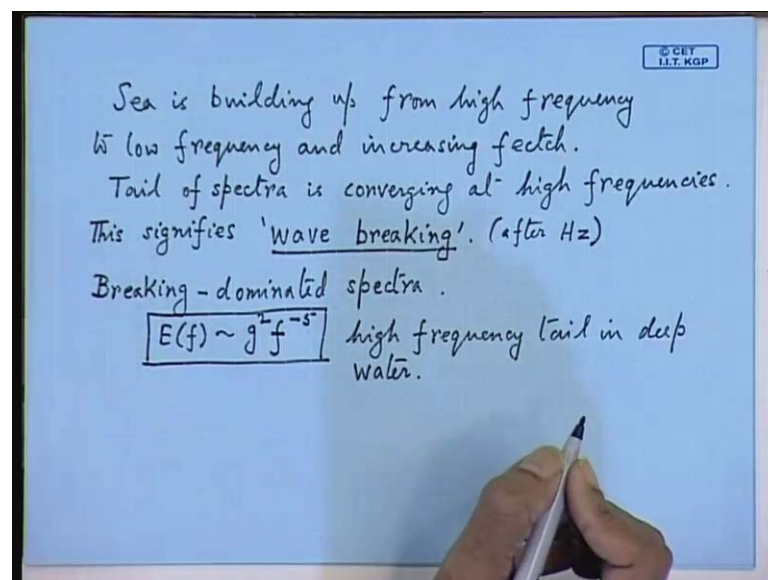 © CET
I.I.T. KGP
Sea is building up from high frequency
to low frequency and increasing fectch.
Tail of spectra is converging at high frequencies.
This signifies 'wave breaking'. (after Hz)
Breaking - dominated spectra.
E(f) ~ g²f⁻⁵ high frequency tail in deep
water.